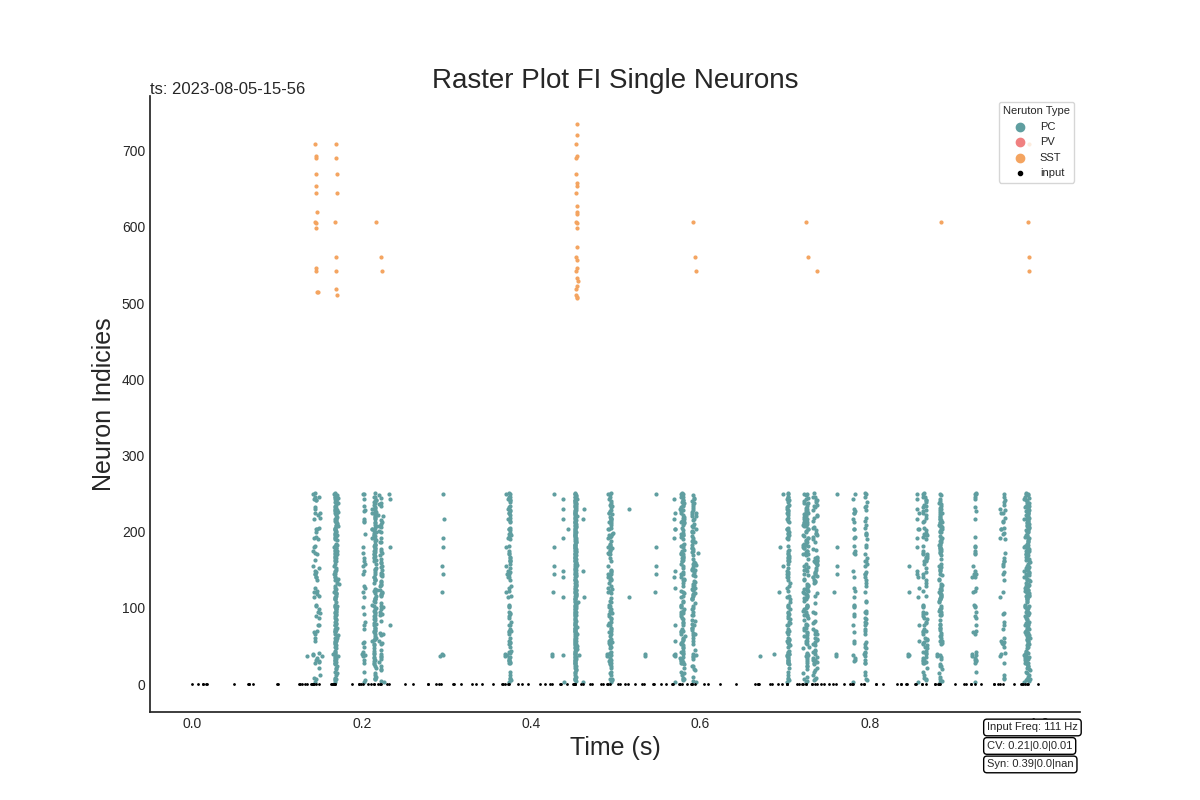 Raster Plot FI Single Neurons
ts: 2023-08-05-15-56
Neruton Type
PC
PV
SST
input
700
600
500
400
300
200
100
0
Neuron Indicies
0.0 0.2 0.4 0.6 0.8
Time (s)
Input Freq: 111 Hz
CV: 0.21|0.0|0.01
Syn: 0.39|0.0|nan